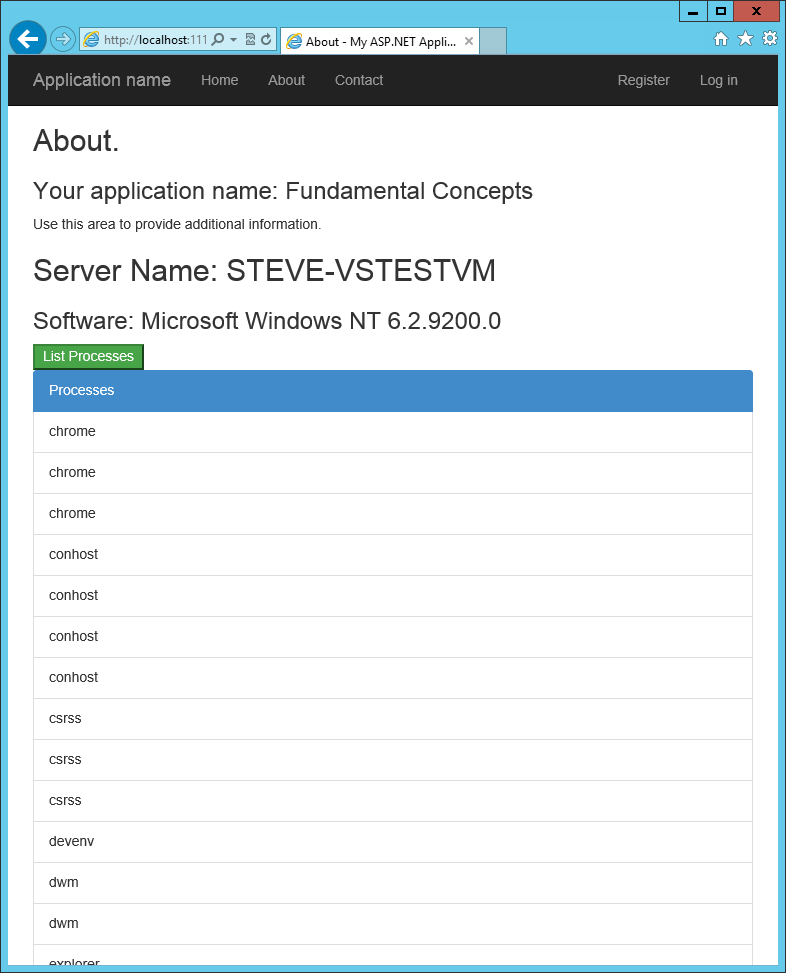 http://localhost:111
About - My ASP.NET Appli...
Application name Home About Contact Register Log in
About.
Your application name: Fundamental Concepts
Use this area to provide additional information.
Server Name: STEVE-VSTESTVM
Software: Microsoft Windows NT 6.2.9200.0
List Processes
Processes
chrome
chrome
chrome
conhost
conhost
conhost
conhost
csrss
csrss
csrss
devenv
dwm
dwm
explorer